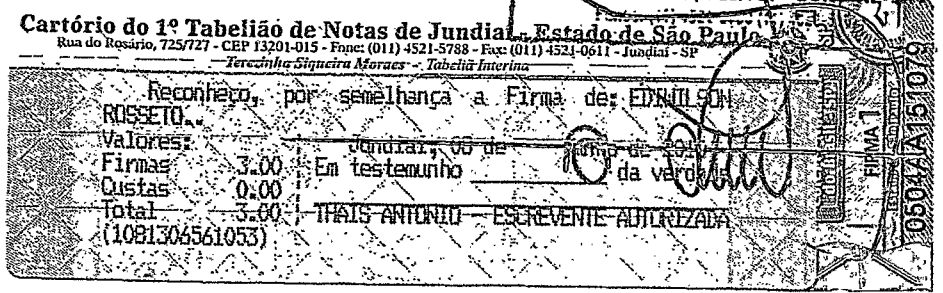 Cartório do 1º Tabelião de Notas de Jundiaí - Estado de São Paulo
Rua do Rosário, 725/727 - CEP 13201-015 - Fone: (011) 4521-5788 - Fax: (011) 4521-0611 - Jundiaí - SP
Terezinha Siqueira Moraes - Tabeliã Interina
Reconheço, por semelhança a Firma de:
ROSSETO..
Valores:
Jundiaí, de de
Firmas 3.00 Em testemunho da verdade
Custas 0.00
Total 3.00 THAIS ANTONIO - ESCREVENTE AUTORIZADA
(1081306561053)
FIRMA 1
0504AA751079